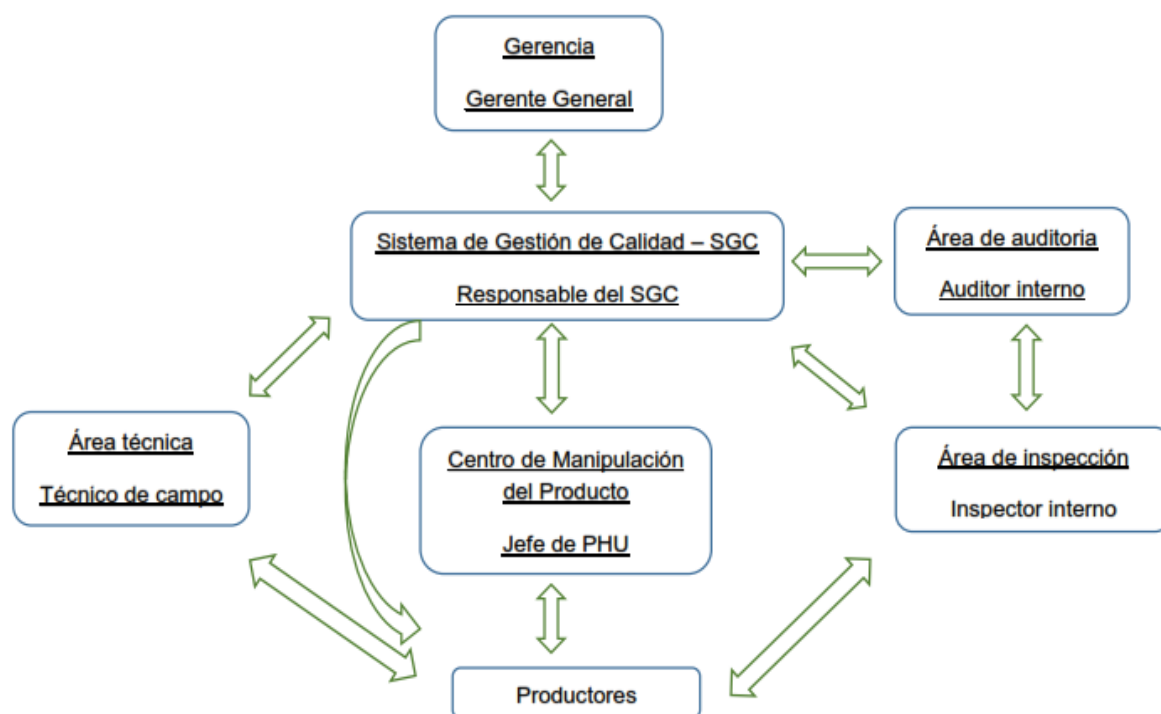 Gerencia
Gerente General
Sistema de Gestión de Calidad – SGC
Responsable del SGC
Área de auditoria
Auditor interno
Área técnica
Técnico de campo
Centro de Manipulación
del Producto
Jefe de PHU
Área de inspección
Inspector interno
Productores